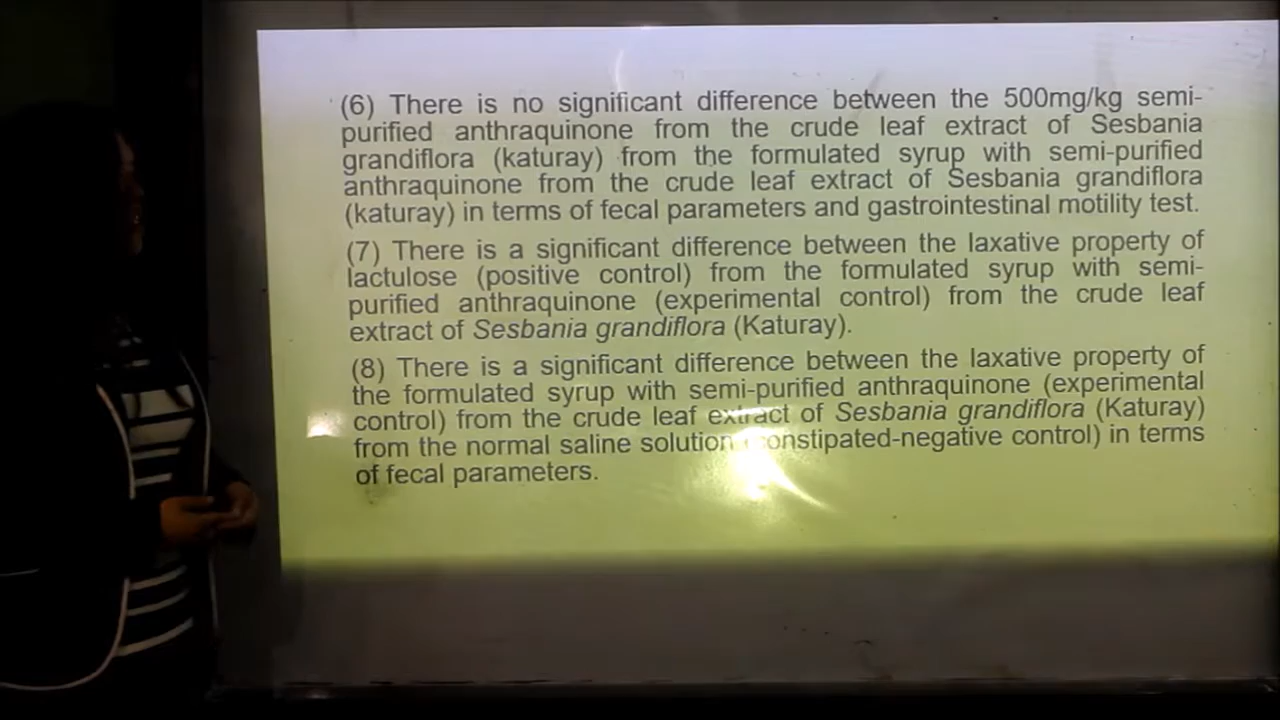 (6) There is no significant difference between the 500mg/kg semi-
purified anthraquinone from the crude leaf extract of Sesbania
grandiflora (katuray) from the formulated syrup with semi-purified
anthraquinone from the crude leaf extract of Sesbania grandiflora
(katuray) in terms of fecal parameters and gastrointestinal motility test.
(7) There is a significant difference between the laxative property of
lactulose (positive control) from the formulated syrup with semi-
purified anthraquinone (experimental control) from the crude leaf
extract of Sesbania grandiflora (Katuray).
(8) There is a significant difference between the laxative property of
the formulated syrup with semi-purified anthraquinone (experimental
control) from the crude leaf extract of Sesbania grandiflora (Katuray)
from the normal saline solution (constipated-negative control) in terms
of fecal parameters.